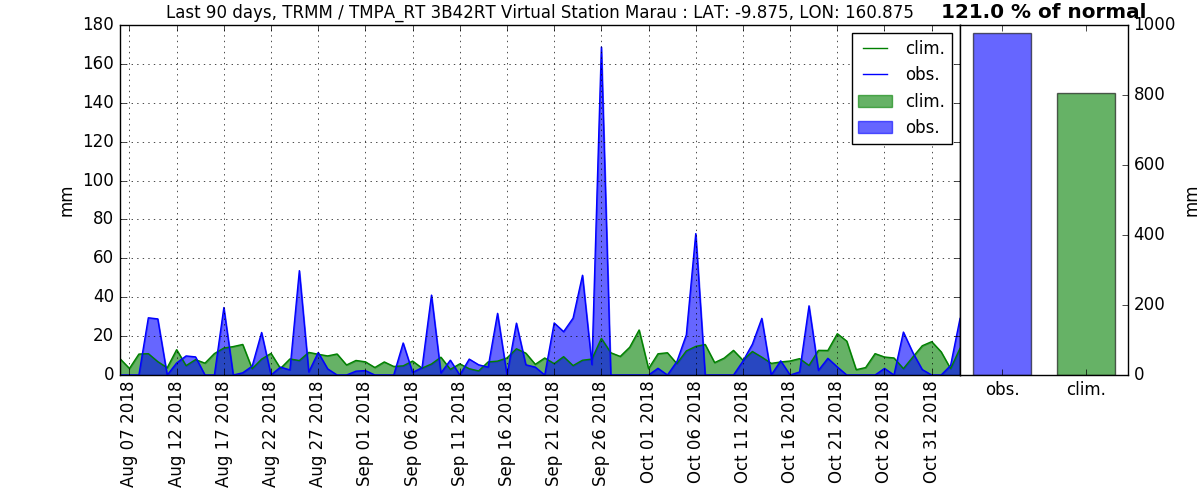 Last 90 days, TRMM / TMPA_RT 3B42RT Virtual Station Marau : LAT: -9.875, LON: 160.875
121.0 % of normal
180
160
140
120
100
80
60
40
20
0
mm
clim.
obs.
clim.
obs.
1000
800
600
400
200
0
mm
obs.
clim.
Aug 07 2018
Aug 12 2018
Aug 17 2018
Aug 22 2018
Aug 27 2018
Sep 01 2018
Sep 06 2018
Sep 11 2018
Sep 16 2018
Sep 21 2018
Sep 26 2018
Oct 01 2018
Oct 06 2018
Oct 11 2018
Oct 16 2018
Oct 21 2018
Oct 26 2018
Oct 31 2018